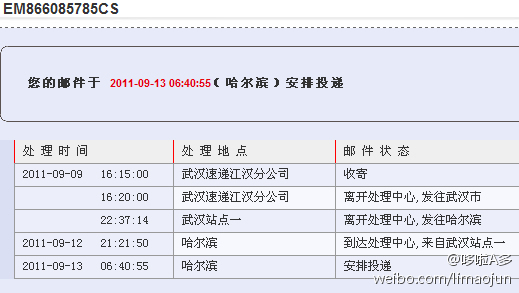 EM866085785CS
您的邮件于 2011-09-13 06:40:55 ( 哈尔滨 ) 安排投递
处 理 时 间 处 理 地 点 邮 件 状 态
2011-09-09 16:15:00 武汉速递江汉分公司 收寄
16:20:00 武汉速递江汉分公司 离开处理中心,发往武汉市
22:37:14 武汉站点一 离开处理中心,发往哈尔滨
2011-09-12 21:21:50 哈尔滨 到达处理中心,来自武汉站点一
2011-09-13 06:40:55 哈尔滨 安排投递
@哆啦A多
weibo.com/limaojun